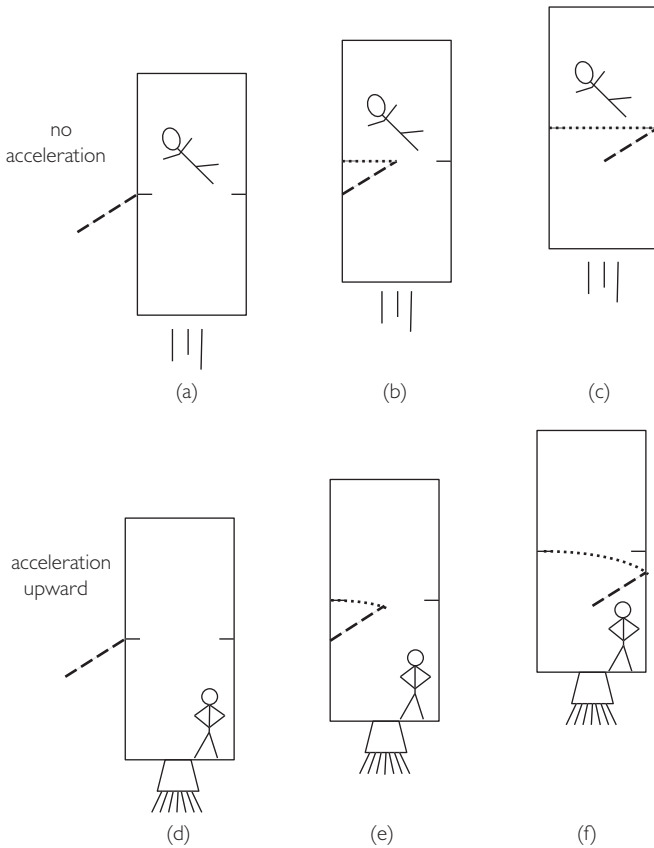 no
acceleration
(a)
(b)
(c)
acceleration
upward
(d)
(e)
(f)